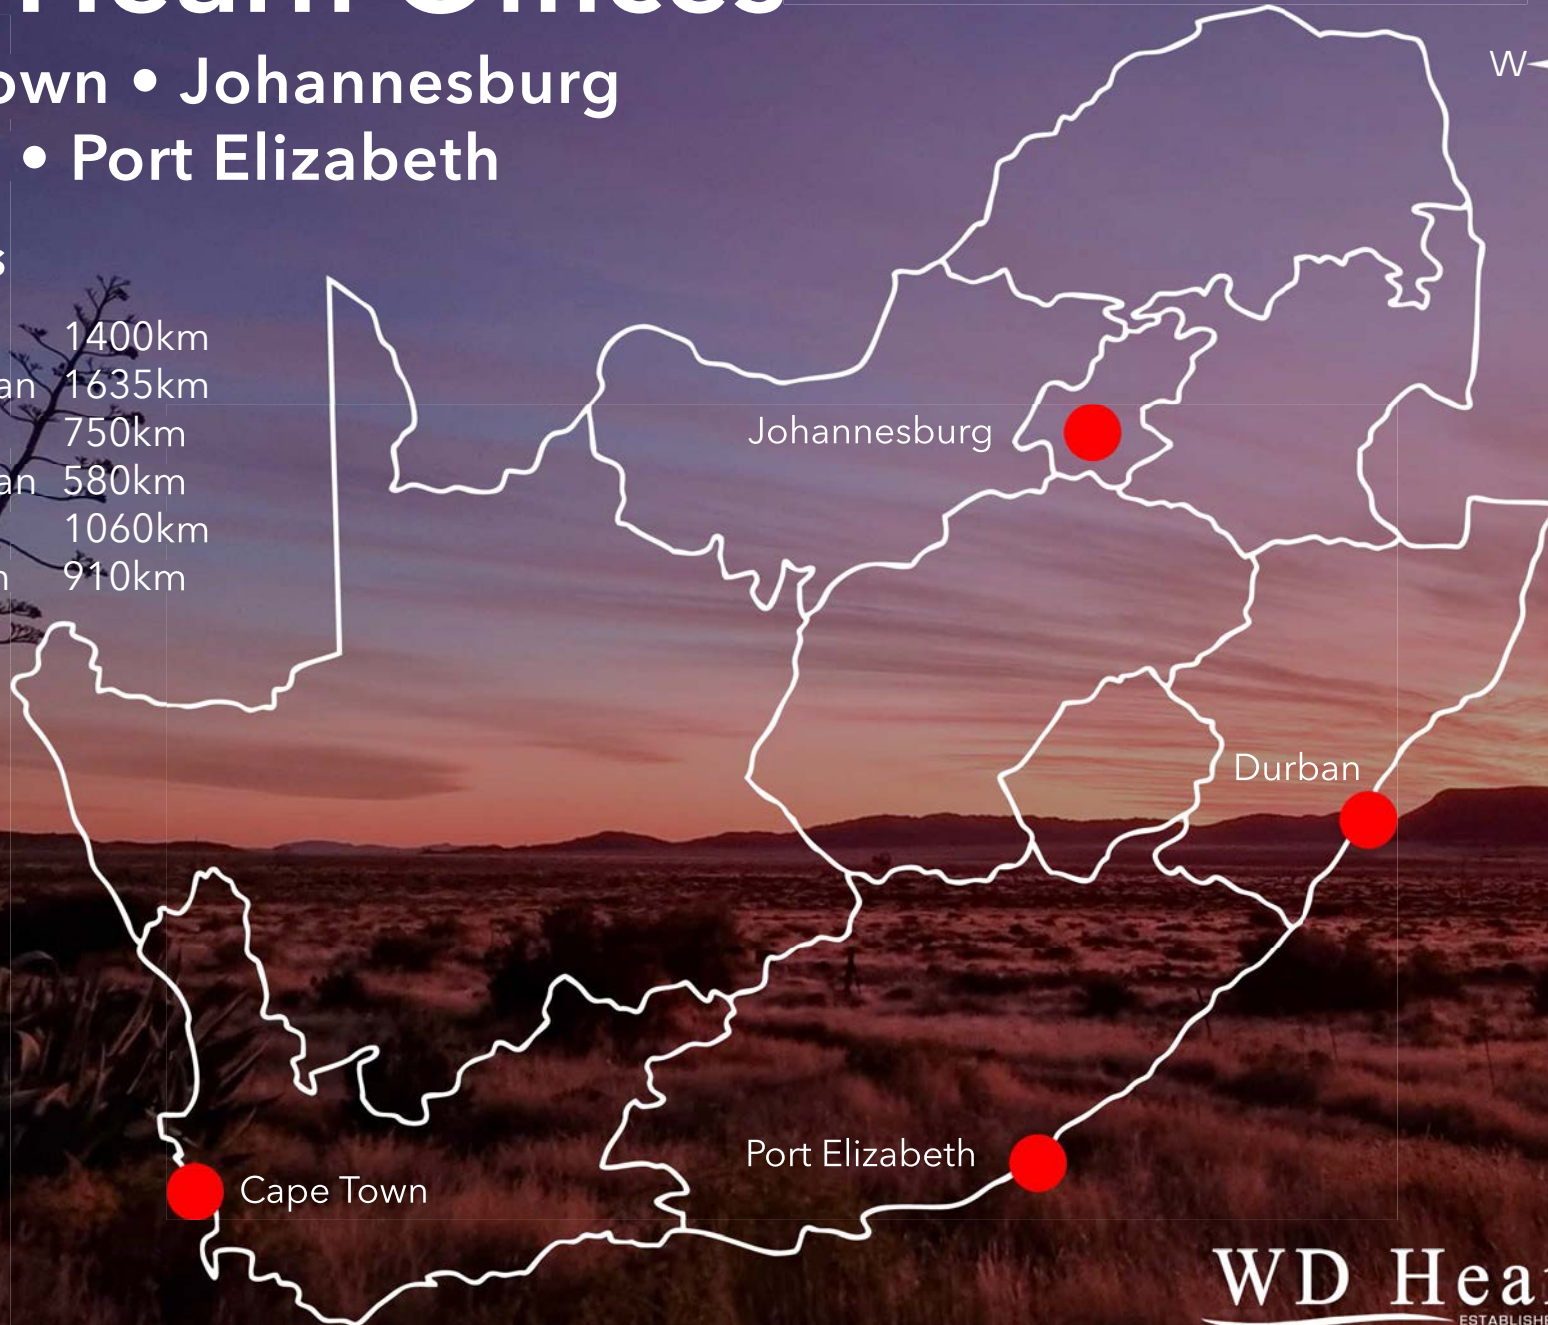 own • Johannesburg
• Port Elizabeth
s
1400km
an 1635km
750km
an 580km
1060km
n 910km
W
Johannesburg
Durban
Port Elizabeth
Cape Town
WD Hea
ESTABLISHE